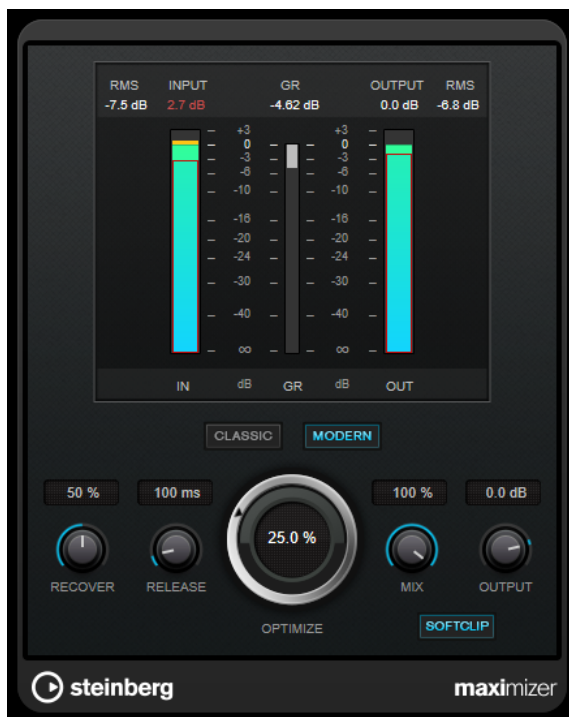 RMS INPUT GR OUTPUT RMS
-7.5 dB 2.7 dB -4.62 dB 0.0 dB -6.8 dB
+3 +3
0 0
-3 -3
-6 -6
-10 -10
-16 -16
-20 -20
-24 -24
-30 -30
-40 -40
∞ ∞
IN dB GR dB OUT
CLASSIC MODERN
50 % 100 ms 25.0 % 100 % 0.0 dB
RECOVER RELEASE OPTIMIZE MIX OUTPUT
SOFTCLIP
steinberg maximizer